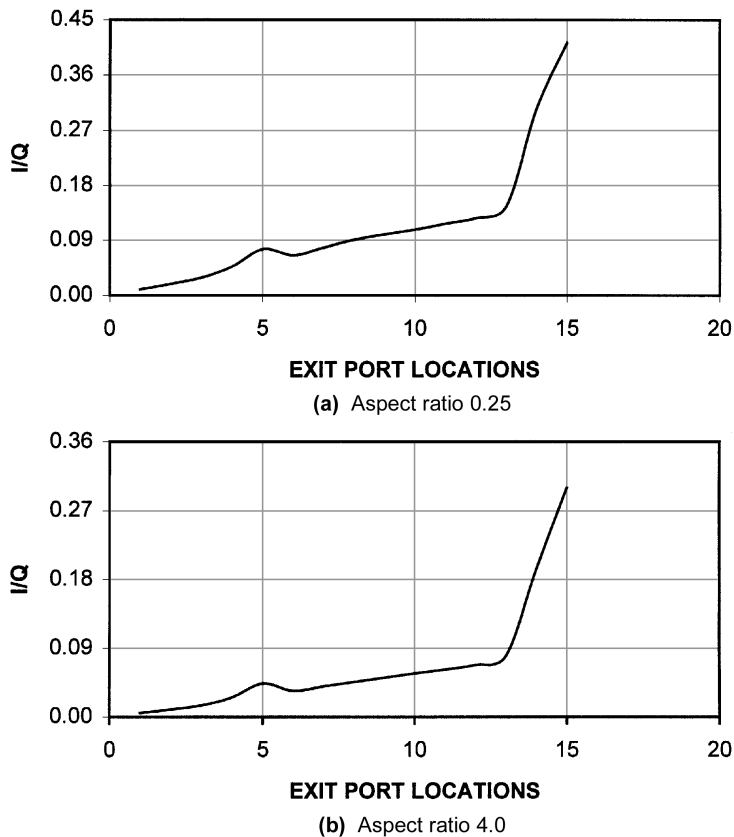 0.45
0.36
0.27
0.18
0.09
0.00
I/Q
0 5 10 15 20
EXIT PORT LOCATIONS
(a) Aspect ratio 0.25
0.36
0.27
0.18
0.09
0.00
I/Q
0 5 10 15 20
EXIT PORT LOCATIONS
(b) Aspect ratio 4.0